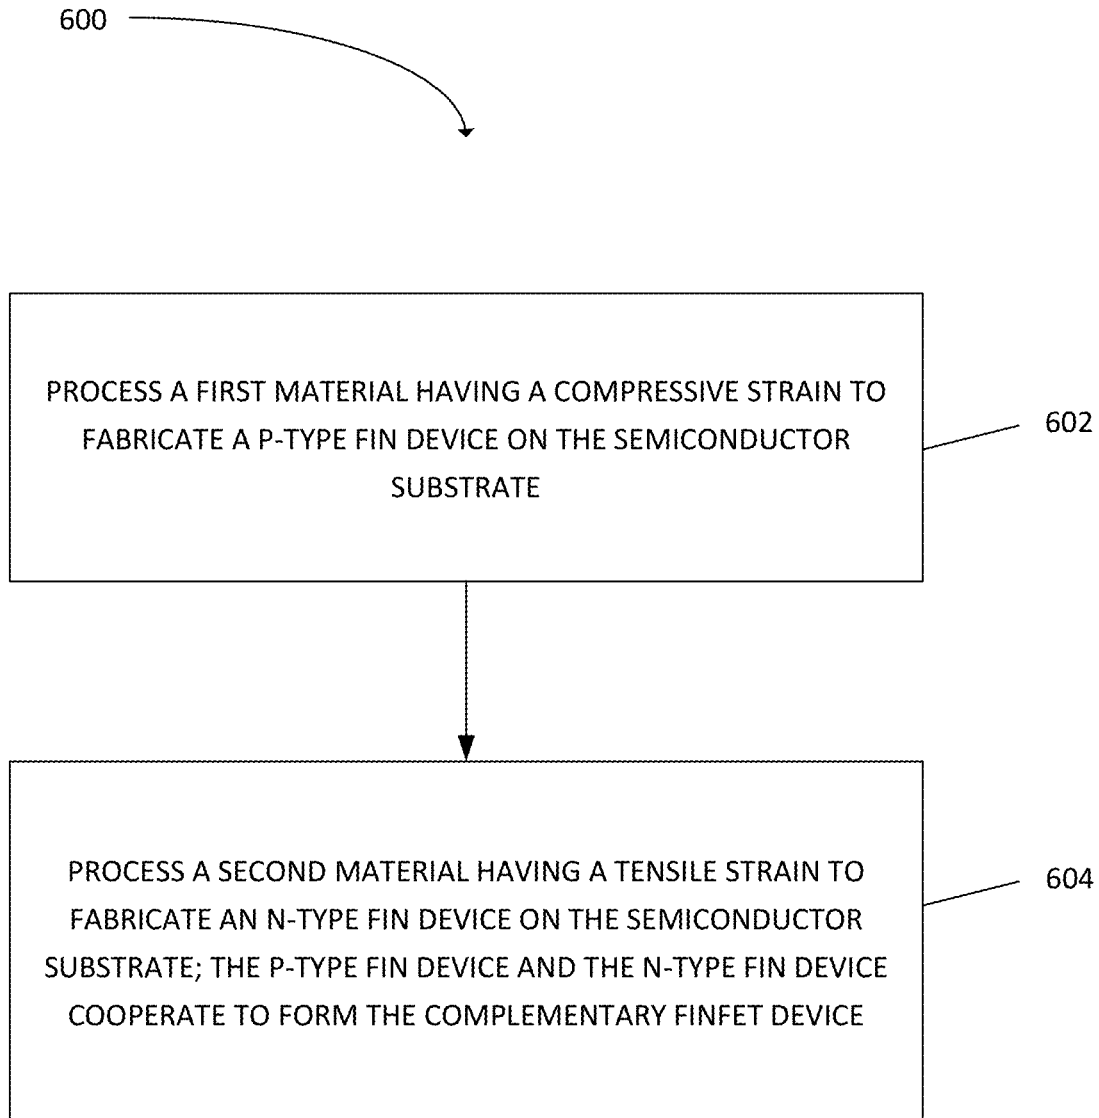 600
PROCESS A FIRST MATERIAL HAVING A COMPRESSIVE STRAIN TO
FABRICATE A P-TYPE FIN DEVICE ON THE SEMICONDUCTOR
SUBSTRATE
602
PROCESS A SECOND MATERIAL HAVING A TENSILE STRAIN TO
FABRICATE AN N-TYPE FIN DEVICE ON THE SEMICONDUCTOR
SUBSTRATE; THE P-TYPE FIN DEVICE AND THE N-TYPE FIN DEVICE
COOPERATE TO FORM THE COMPLEMENTARY FINFET DEVICE
604